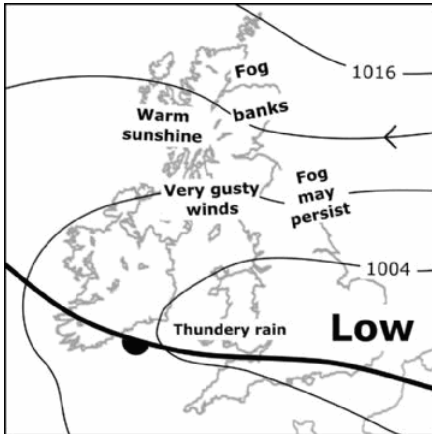 Fog
banks
1016
Warm
sunshine
Very gusty
winds
Fog
may
persist
1004
Thundery rain
Low